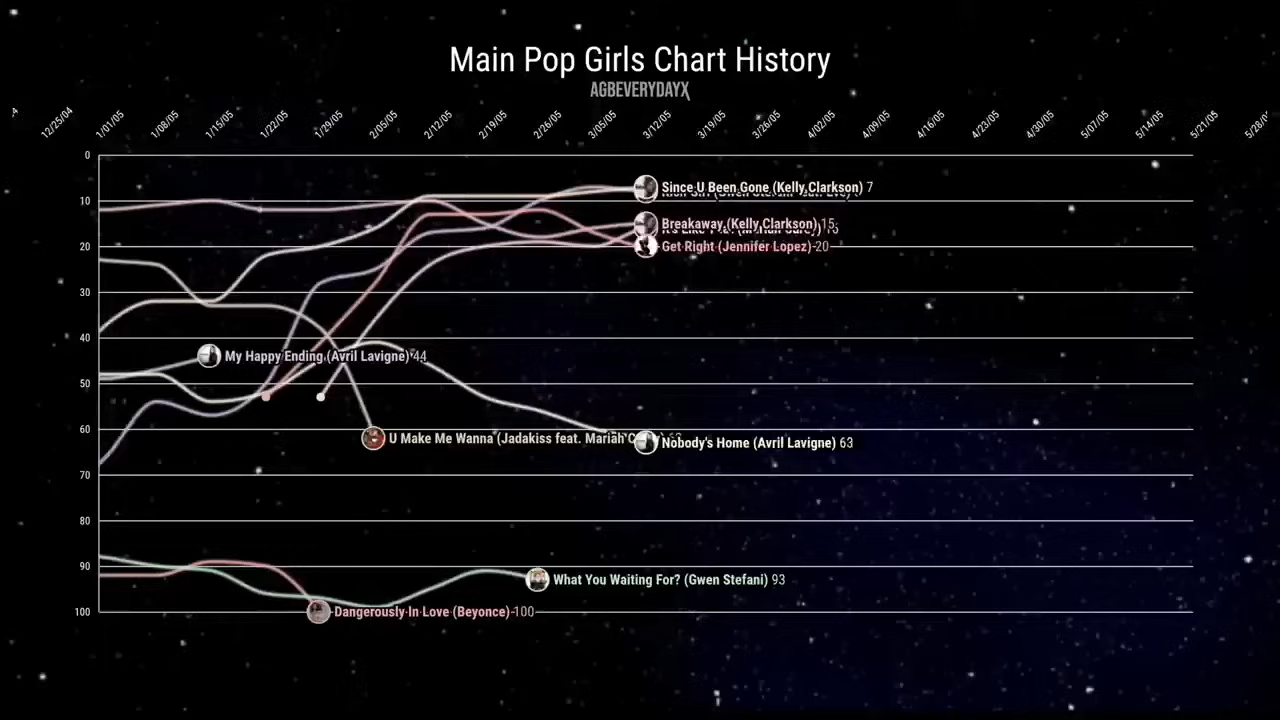 Main Pop Girls Chart History
AGBEVERYDAYX
12/25/04 1/01/05 1/08/05 1/15/05 1/22/05 1/29/05 2/05/05 2/12/05 2/19/05 2/26/05 3/05/05 3/12/05 3/19/05 3/26/05 4/02/05 4/09/05 4/16/05 4/23/05 4/30/05 5/07/05 5/14/05 5/21/05
0
Since U Been Gone (Kelly Clarkson) 7
10
Breakaway (Kelly Clarkson) 15
20
Get Right (Jennifer Lopez) 20
30
40
My Happy Ending (Avril Lavigne) 44
50
60
U Make Me Wanna (Jadakiss feat. Mariah
Nobody's Home (Avril Lavigne) 63
70
80
90
What You Waiting For? (Gwen Stefani) 93
100
Dangerously In Love (Beyonce) 100